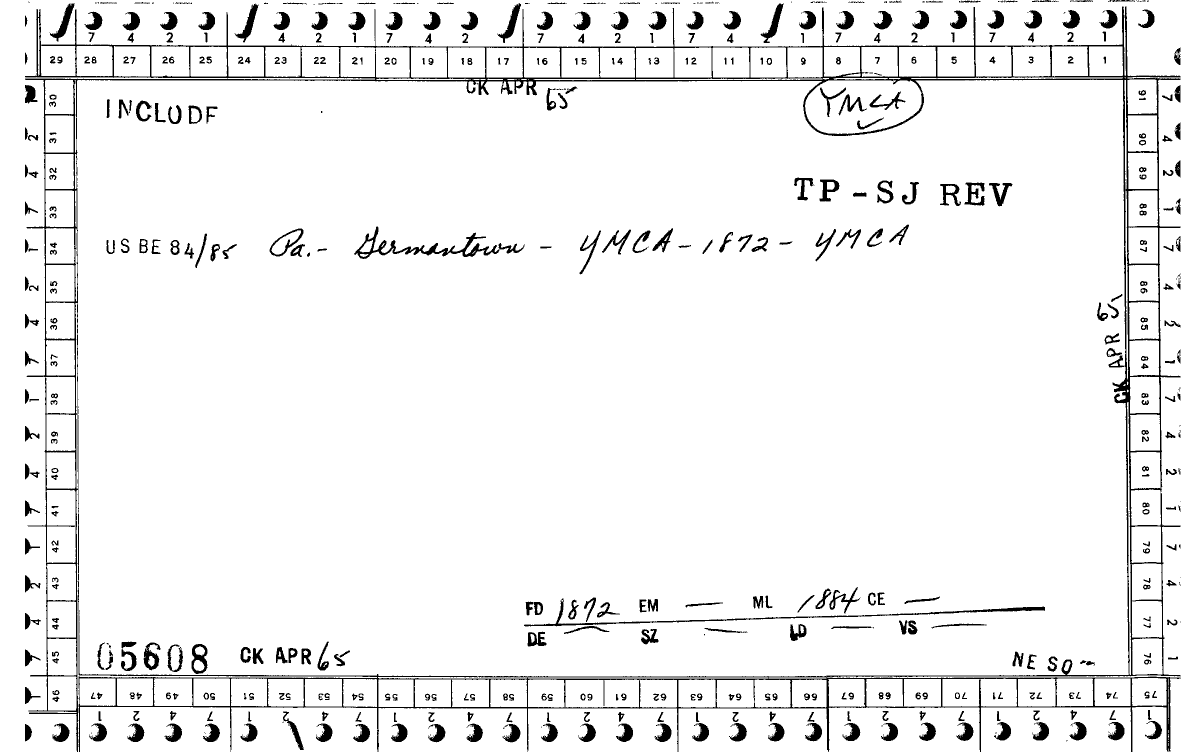 7 4 2 1 7 4 2 1 7 4 2 1 7 4 2 1 7 4 2 1 7 4 2 1 7 4 2 1
29 28 27 26 25 24 23 22 21 20 19 18 17 16 15 14 13 12 11 10 9 8 7 6 5 4 3 2 1
CK APR 65
INCLUDE
YMCA
TP-SJ REV
US BE 84/85 Pa. - Germantown - YMCA - 1872 - YMCA
CK APR 65
FD 1872 EM — ML 1884 CE —
DE — SZ — LD — VS —
05608 CK APR 65
NE SO
30 31 32 33 34 35 36 37 38 39 40 41 42 43 44 45 46
91 90 89 88 87 86 85 84 83 82 81 80 79 78 77 76 75
47 48 49 50 51 52 53 54 55 56 57 58 59 60 61 62 63 64 65 66 67 68 69 70 71 72 73 74
1 2 4 7 1 2 4 7 1 2 4 7 1 2 4 7 1 2 4 7 1 2 4 7 1 2 4 7